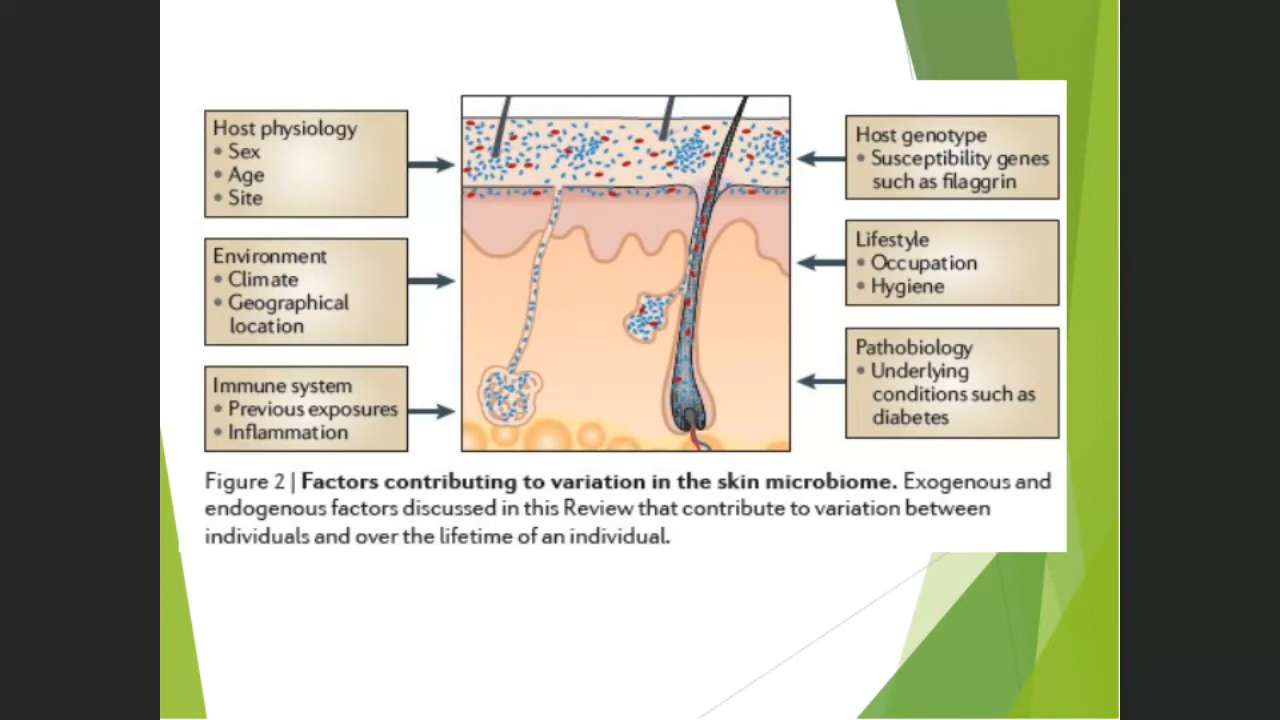 Host physiology
• Sex
• Age
• Site
Environment
• Climate
• Geographical
location
Immune system
• Previous exposures
• Inflammation
Host genotype
• Susceptibility genes
such as filaggrin
Lifestyle
• Occupation
• Hygiene
Pathobiology
• Underlying
conditions such as
diabetes
Figure 2 | Factors contributing to variation in the skin microbiome. Exogenous and
endogenous factors discussed in this Review that contribute to variation between
individuals and over the lifetime of an individual.